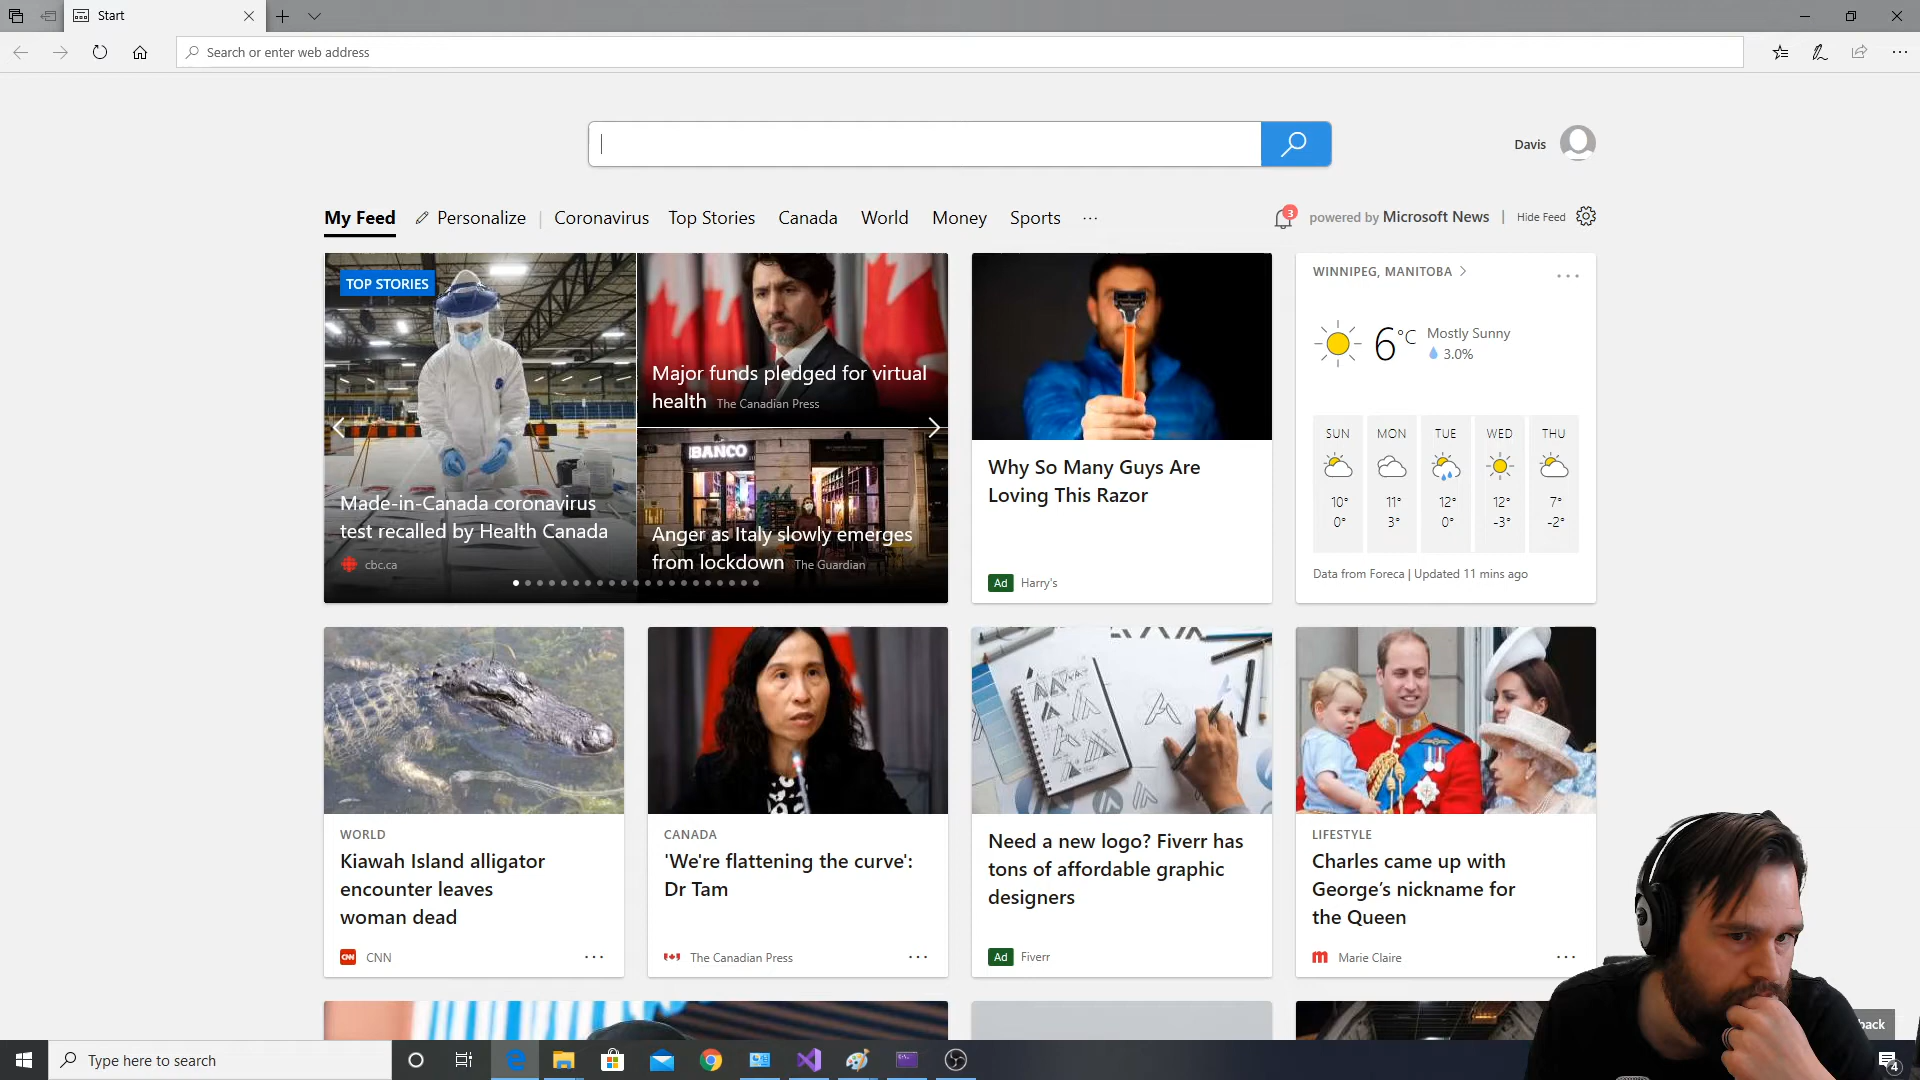 Start
Search or enter web address
Davis
My Feed
Personalize
Coronavirus
Top Stories
Canada
World
Money
Sports
3
powered by Microsoft News
Hide Feed
TOP STORIES
Made-in-Canada coronavirus
test recalled by Health Canada
cbc.ca
Major funds pledged for virtual
health The Canadian Press
BANCO
Anger as Italy slowly emerges
from lockdown The Guardian
Why So Many Guys Are
Loving This Razor
Ad Harry's
WINNIPEG, MANITOBA
6°C
Mostly Sunny
3.0%
SUN MON TUE WED THU
10° 11° 12° 12° 7°
0° 3° 0° -3° -2°
Data from Foreca | Updated 11 mins ago
WORLD
Kiawah Island alligator
encounter leaves
woman dead
CNN CNN
CANADA
'We're flattening the curve':
Dr Tam
The Canadian Press
Need a new logo? Fiverr has
tons of affordable graphic
designers
Ad Fiverr
LIFESTYLE
Charles came up with
George’s nickname for
the Queen
Marie Claire
back
Type here to search
4